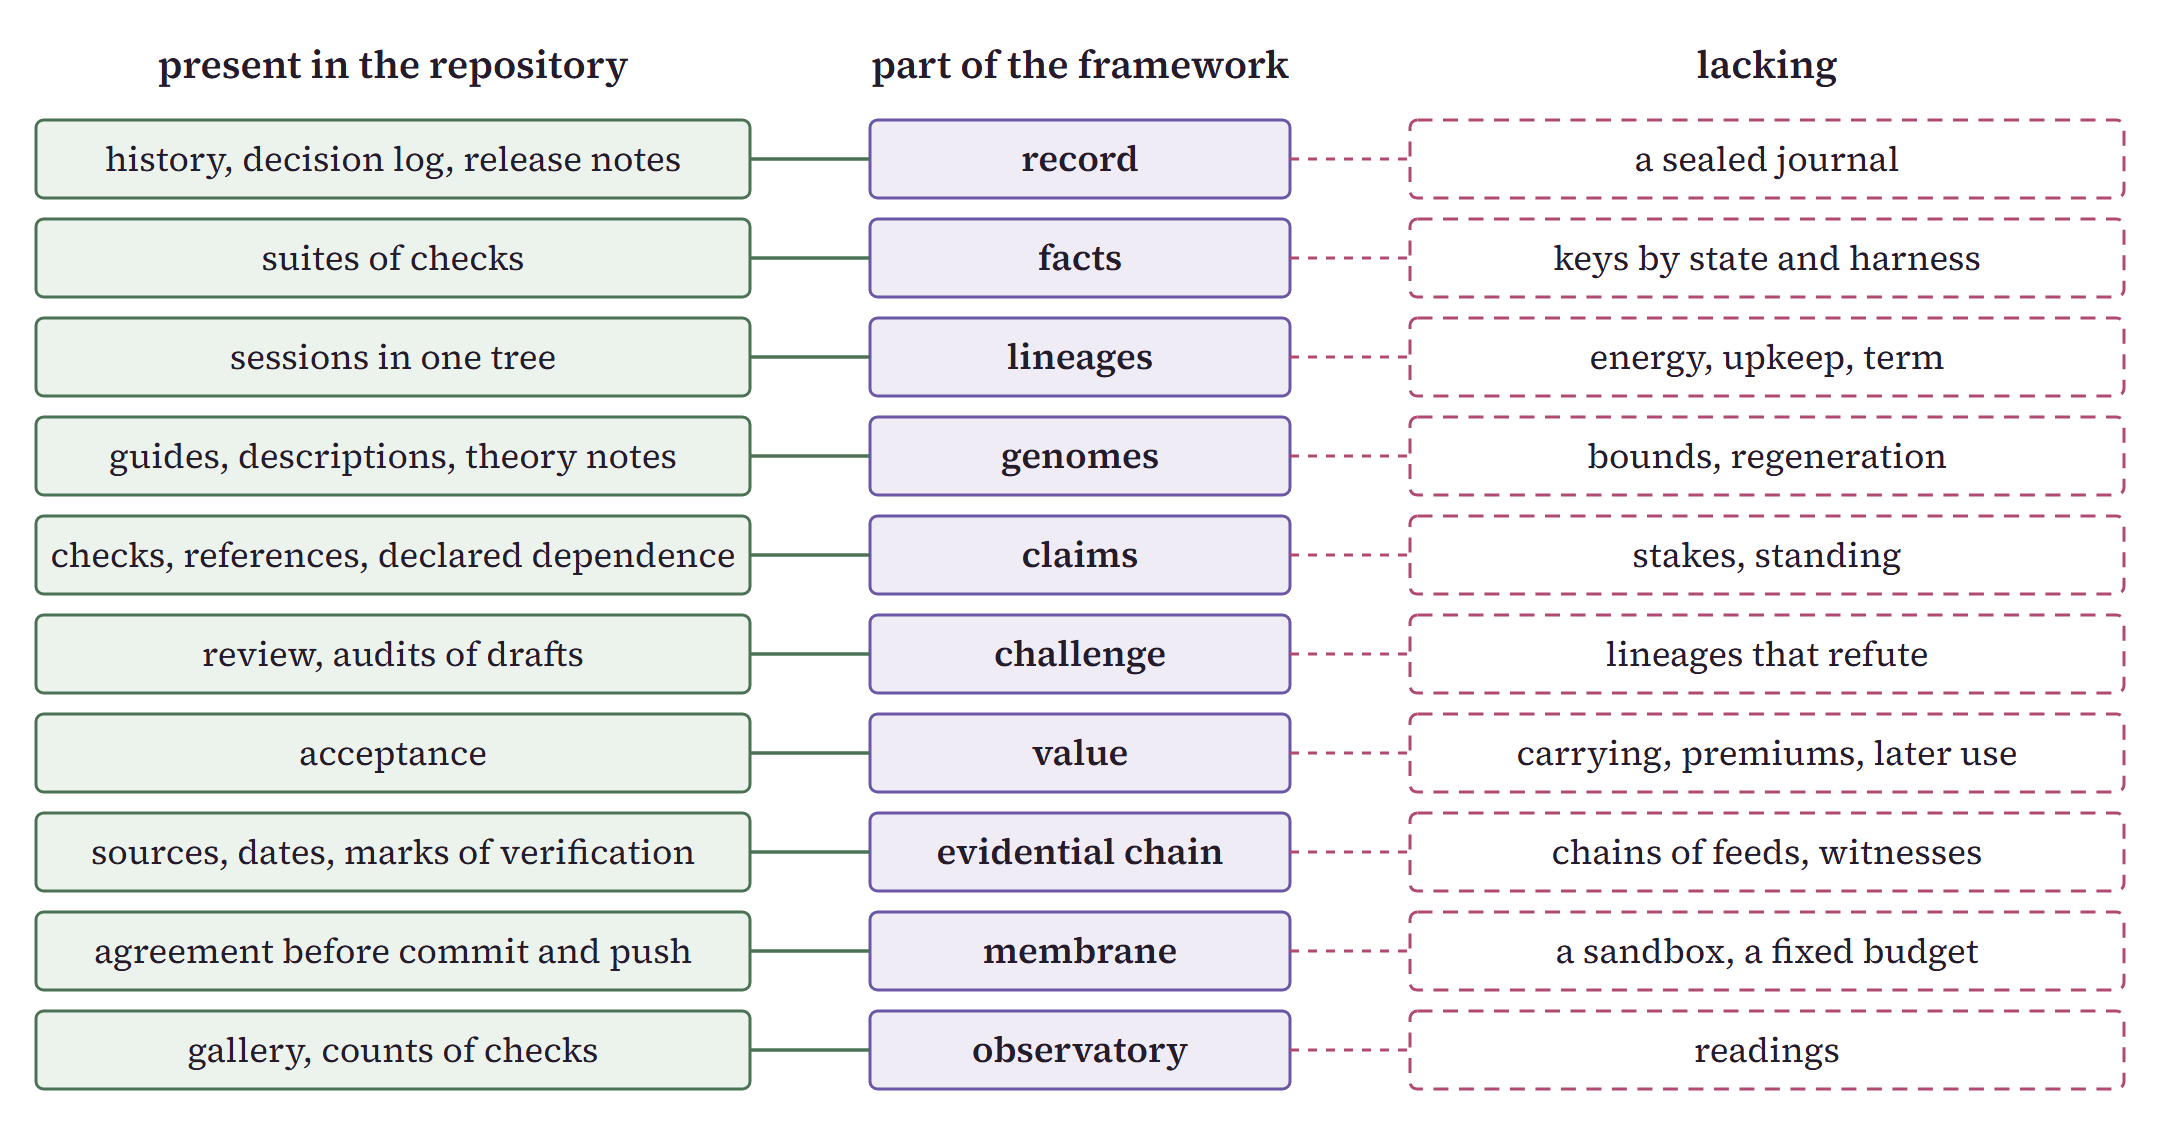 present in the repository
part of the framework
lacking
history, decision log, release notes
record
a sealed journal
suites of checks
facts
keys by state and harness
sessions in one tree
lineages
energy, upkeep, term
guides, descriptions, theory notes
genomes
bounds, regeneration
checks, references, declared dependence
claims
stakes, standing
review, audits of drafts
challenge
lineages that refute
acceptance
value
carrying, premiums, later use
sources, dates, marks of verification
evidential chain
chains of feeds, witnesses
agreement before commit and push
membrane
a sandbox, a fixed budget
gallery, counts of checks
observatory
readings